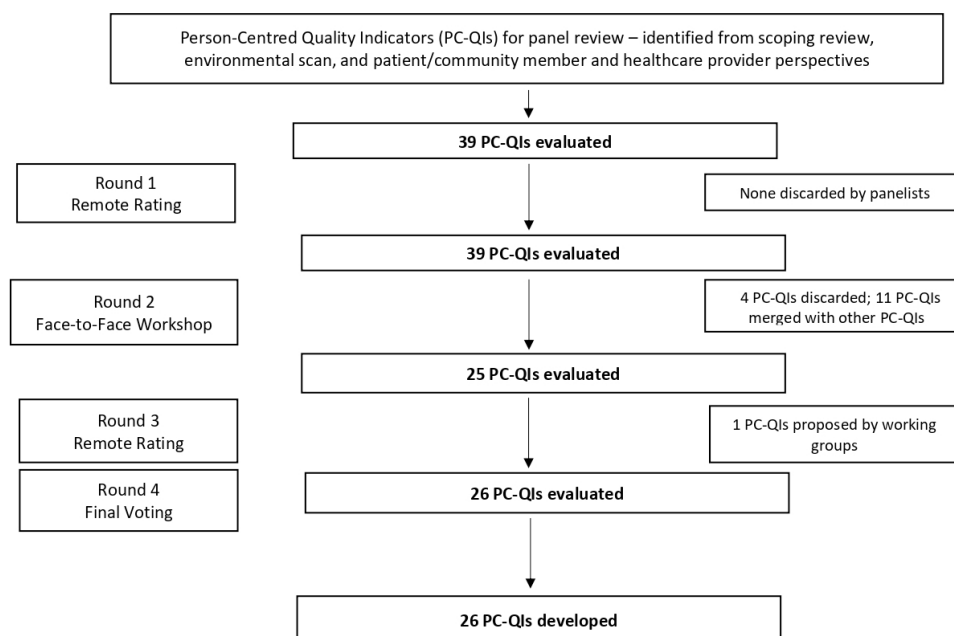 Person-Centred Quality Indicators (PC-QIs) for panel review – identified from scoping review,
environmental scan, and patient/community member and healthcare provider perspectives
39 PC-QIs evaluated
Round 1
Remote Rating
None discarded by panelists
39 PC-QIs evaluated
Round 2
Face-to-Face Workshop
4 PC-QIs discarded; 11 PC-QIs
merged with other PC-QIs
25 PC-QIs evaluated
Round 3
Remote Rating
1 PC-QIs proposed by working
groups
Round 4
Final Voting
26 PC-QIs evaluated
26 PC-QIs developed